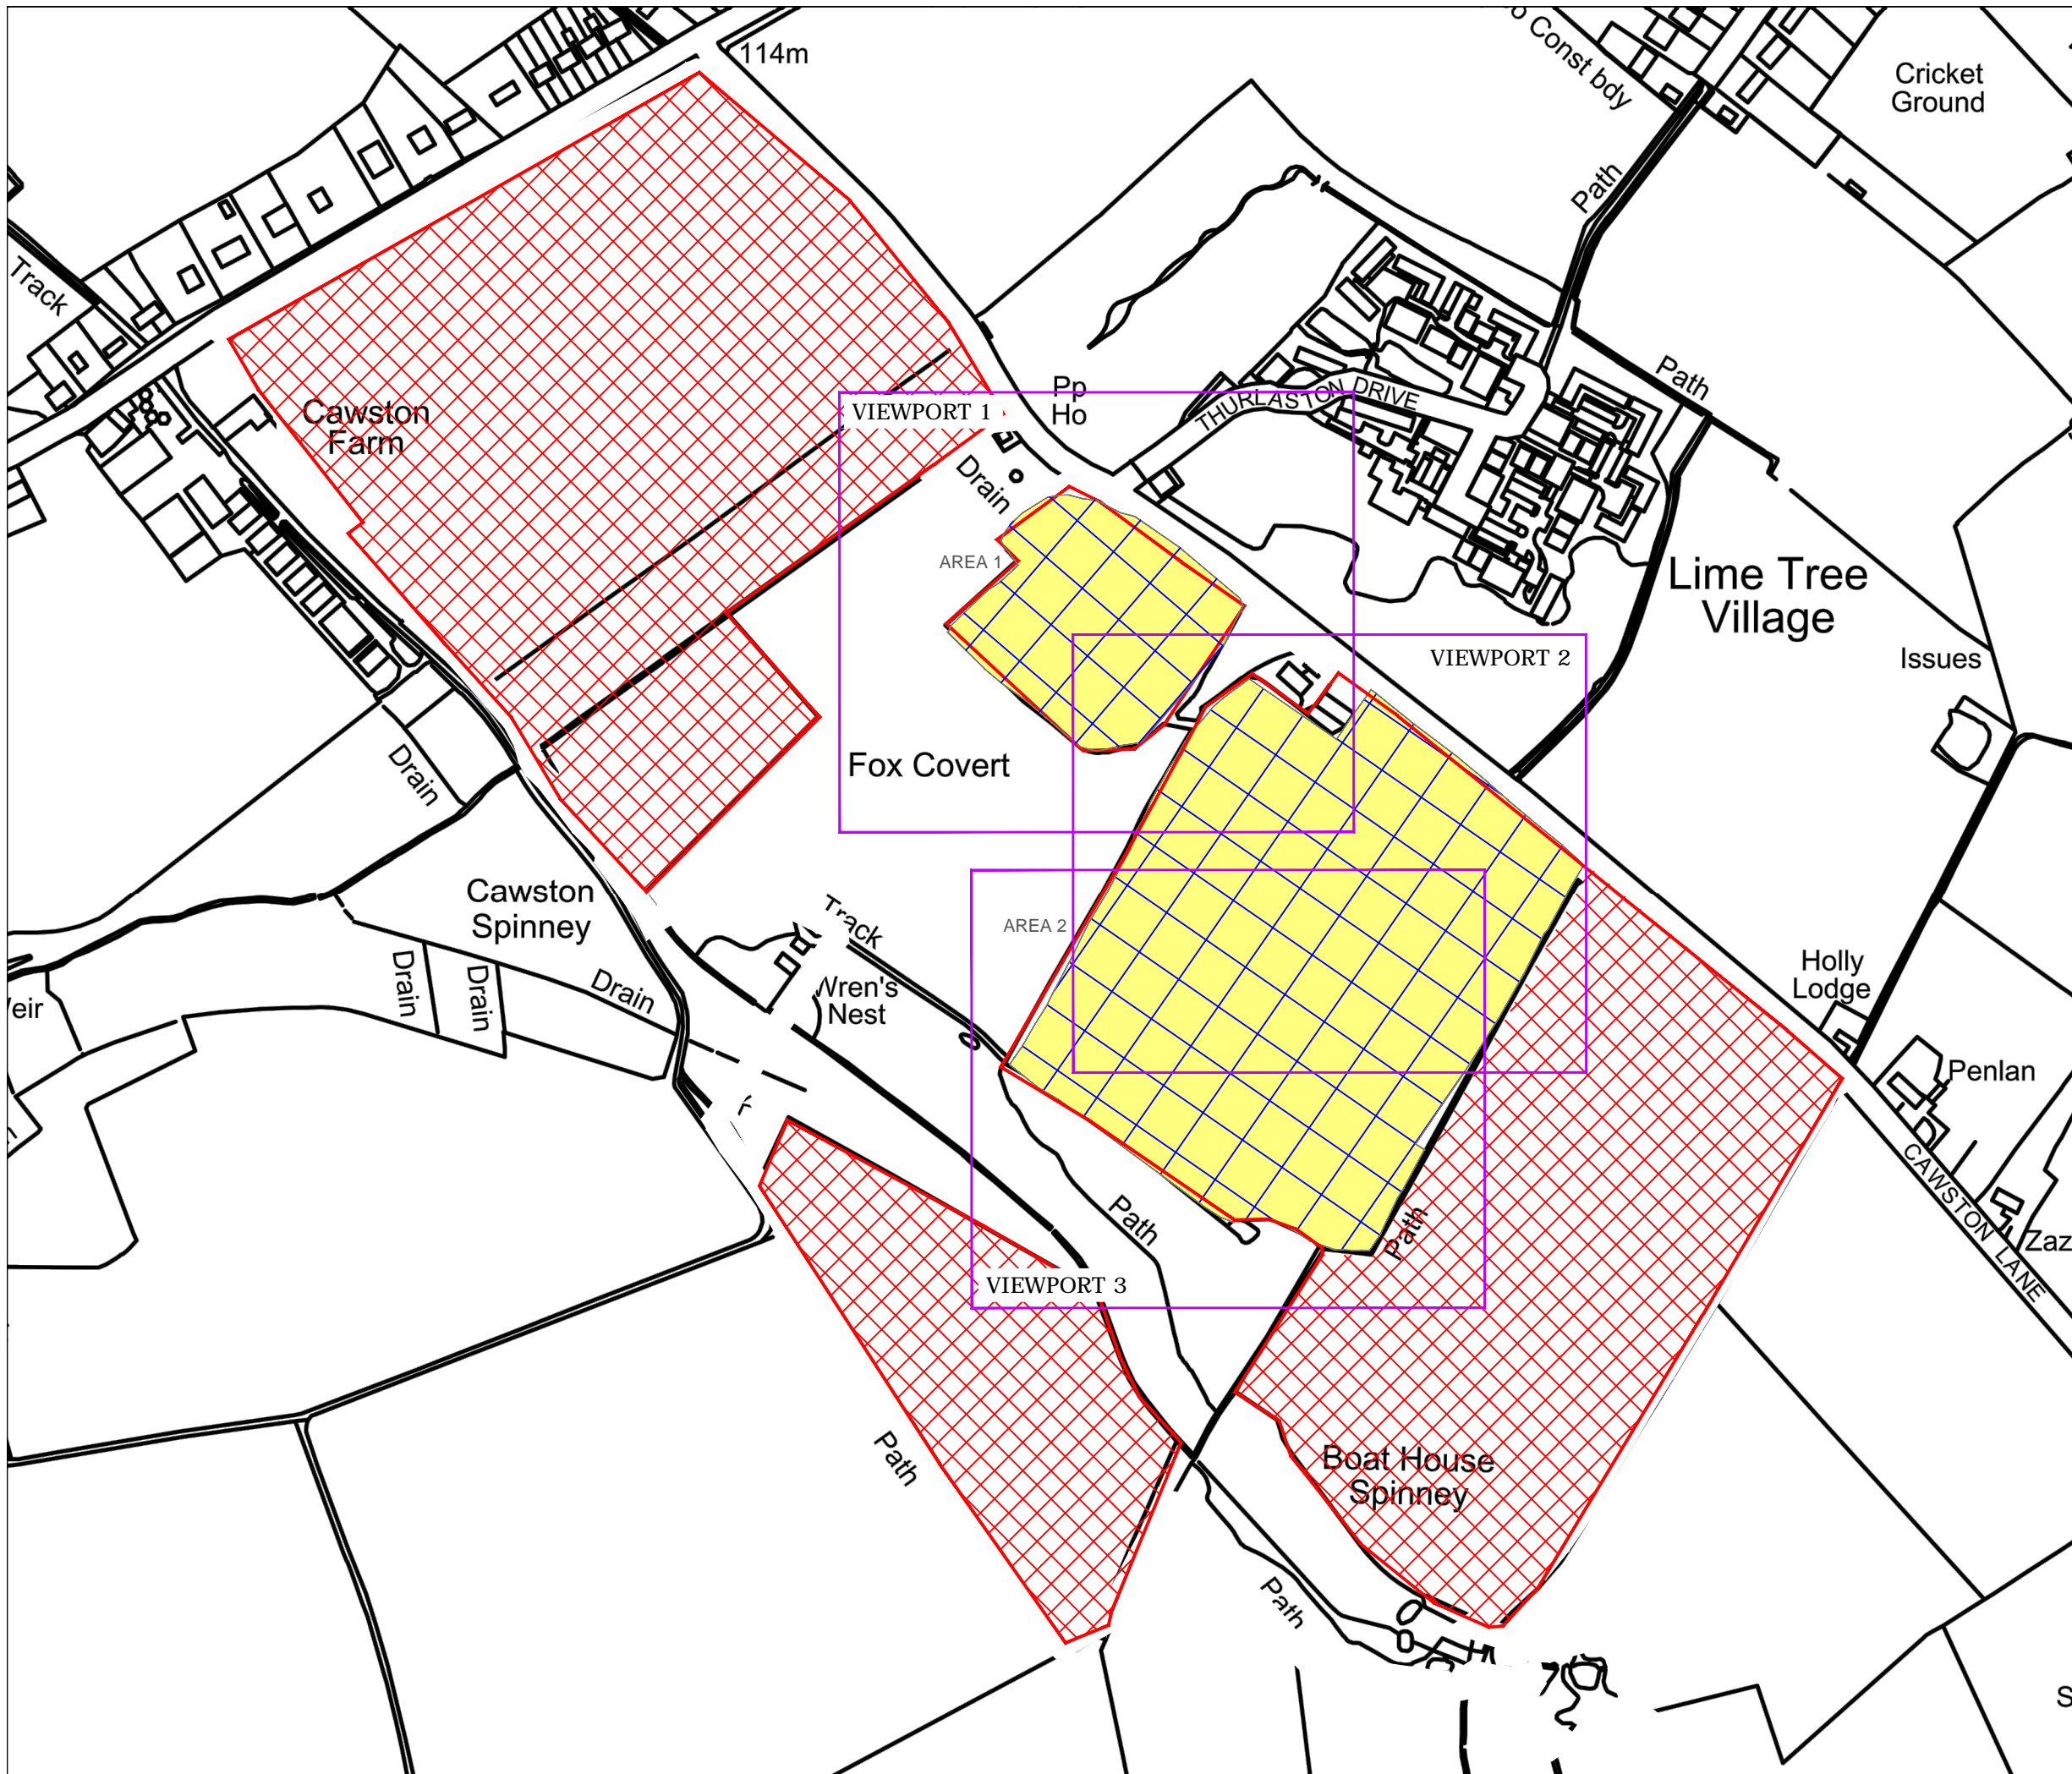 114m
o Const bdy
Cricket
Ground
Path
Track
Path
Pp
Ho
THURLASTON DRIVE
Cawston
Farm
VIEWPORT 1
Drain
AREA 1
Lime Tree
Village
VIEWPORT 2
Issues
Fox Covert
Drain
Cawston
Spinney
Track
AREA 2
Wren's
Nest
Holly
Lodge
Drain
Drain
Drain
eir
Penlan
Path
Path
CAWSTON LANE
Zaz
VIEWPORT 3
Path
Boat House
Spinney
Path
S